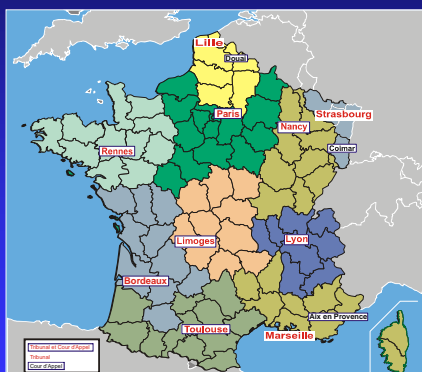 Lille
Douai
Paris
Nancy
Strasbourg
Colmar
Rennes
Limoges
Lyon
Bordeaux
Aix en Provence
Toulouse
Marseille
Tribunal et Cour d'Appel
Tribunal
Cour d'Appel